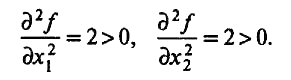 ∂²f/∂x₁² = 2 > 0, ∂²f/∂x₂² = 2 > 0.